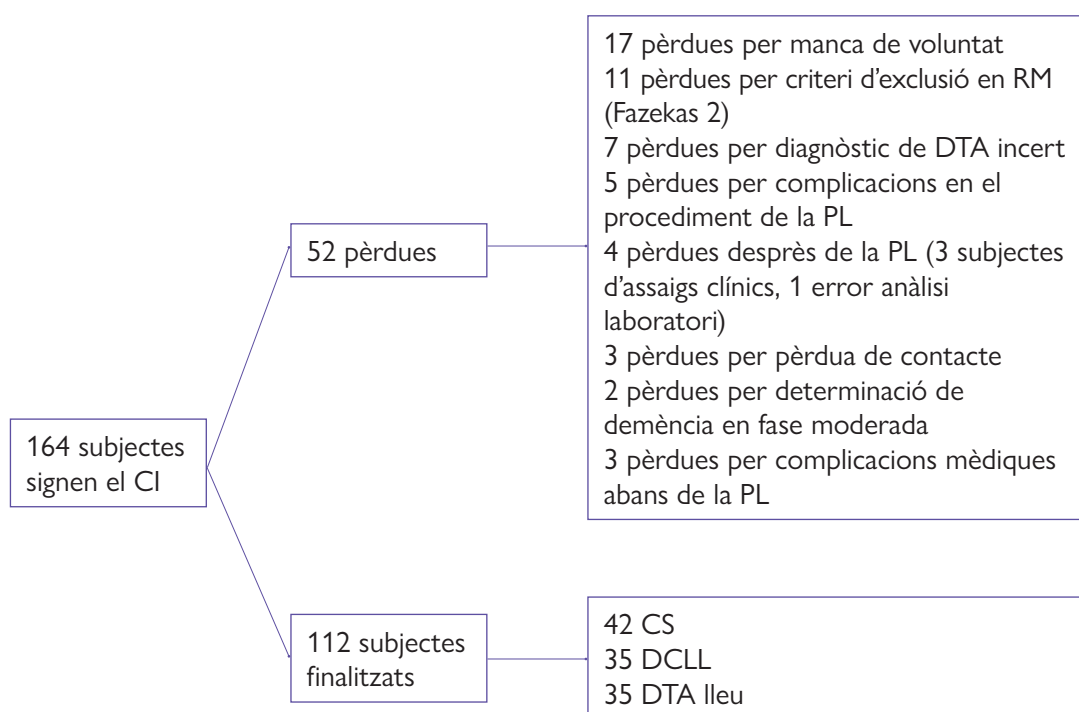 164 subjectes
signen el CI
52 pèrdues
17 pèrdues per manca de voluntat
11 pèrdues per criteri d'exclusió en RM
(Fazekas 2)
7 pèrdues per diagnòstic de DTA incert
5 pèrdues per complicacions en el
procediment de la PL
4 pèrdues desprès de la PL (3 subjectes
d'assaigs clínics, 1 error anàlisi
laboratori)
3 pèrdues per pèrdua de contacte
2 pèrdues per determinació de
demència en fase moderada
3 pèrdues per complicacions mèdiques
abans de la PL
112 subjectes
finalitzats
42 CS
35 DCLL
35 DTA lleu